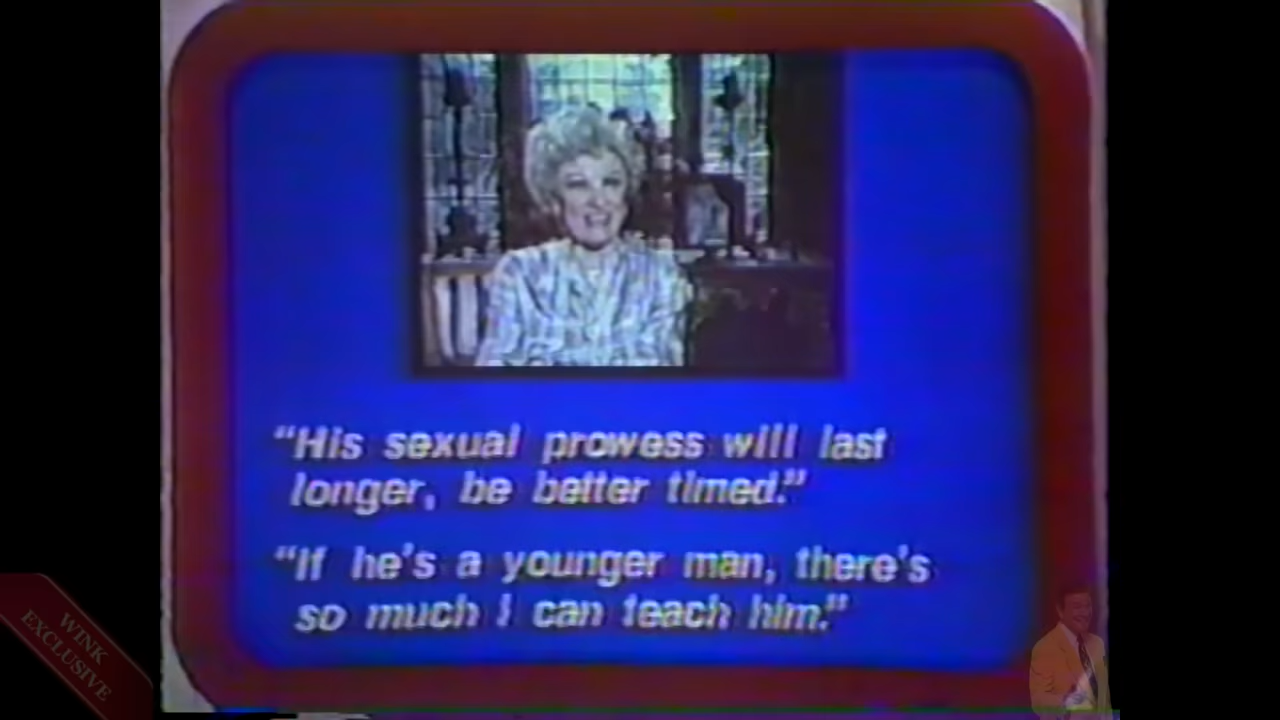 “His sexual prowess will last
longer, be better timed.”
“If he's a younger man, there's
so much I can teach him.”
WINK
EXCLUSIVE